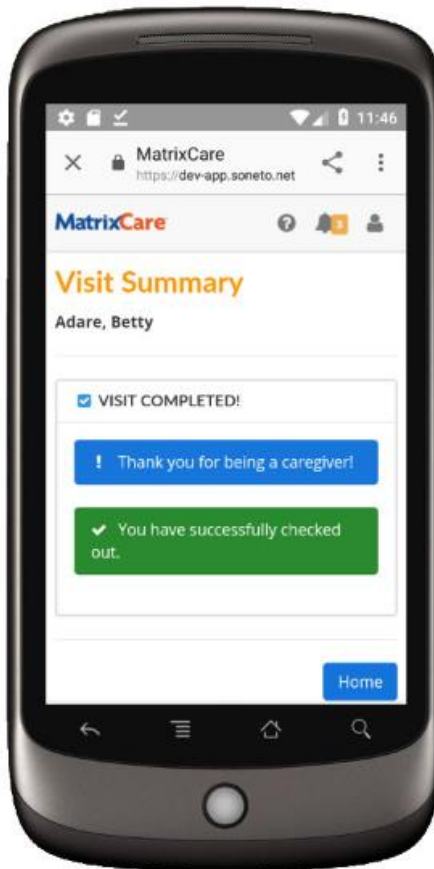 11:46
MatrixCare
https://dev-app.soneto.net
MatrixCare
3
Visit Summary
Adare, Betty
VISIT COMPLETED!
! Thank you for being a caregiver!
You have successfully checked
out.
Home